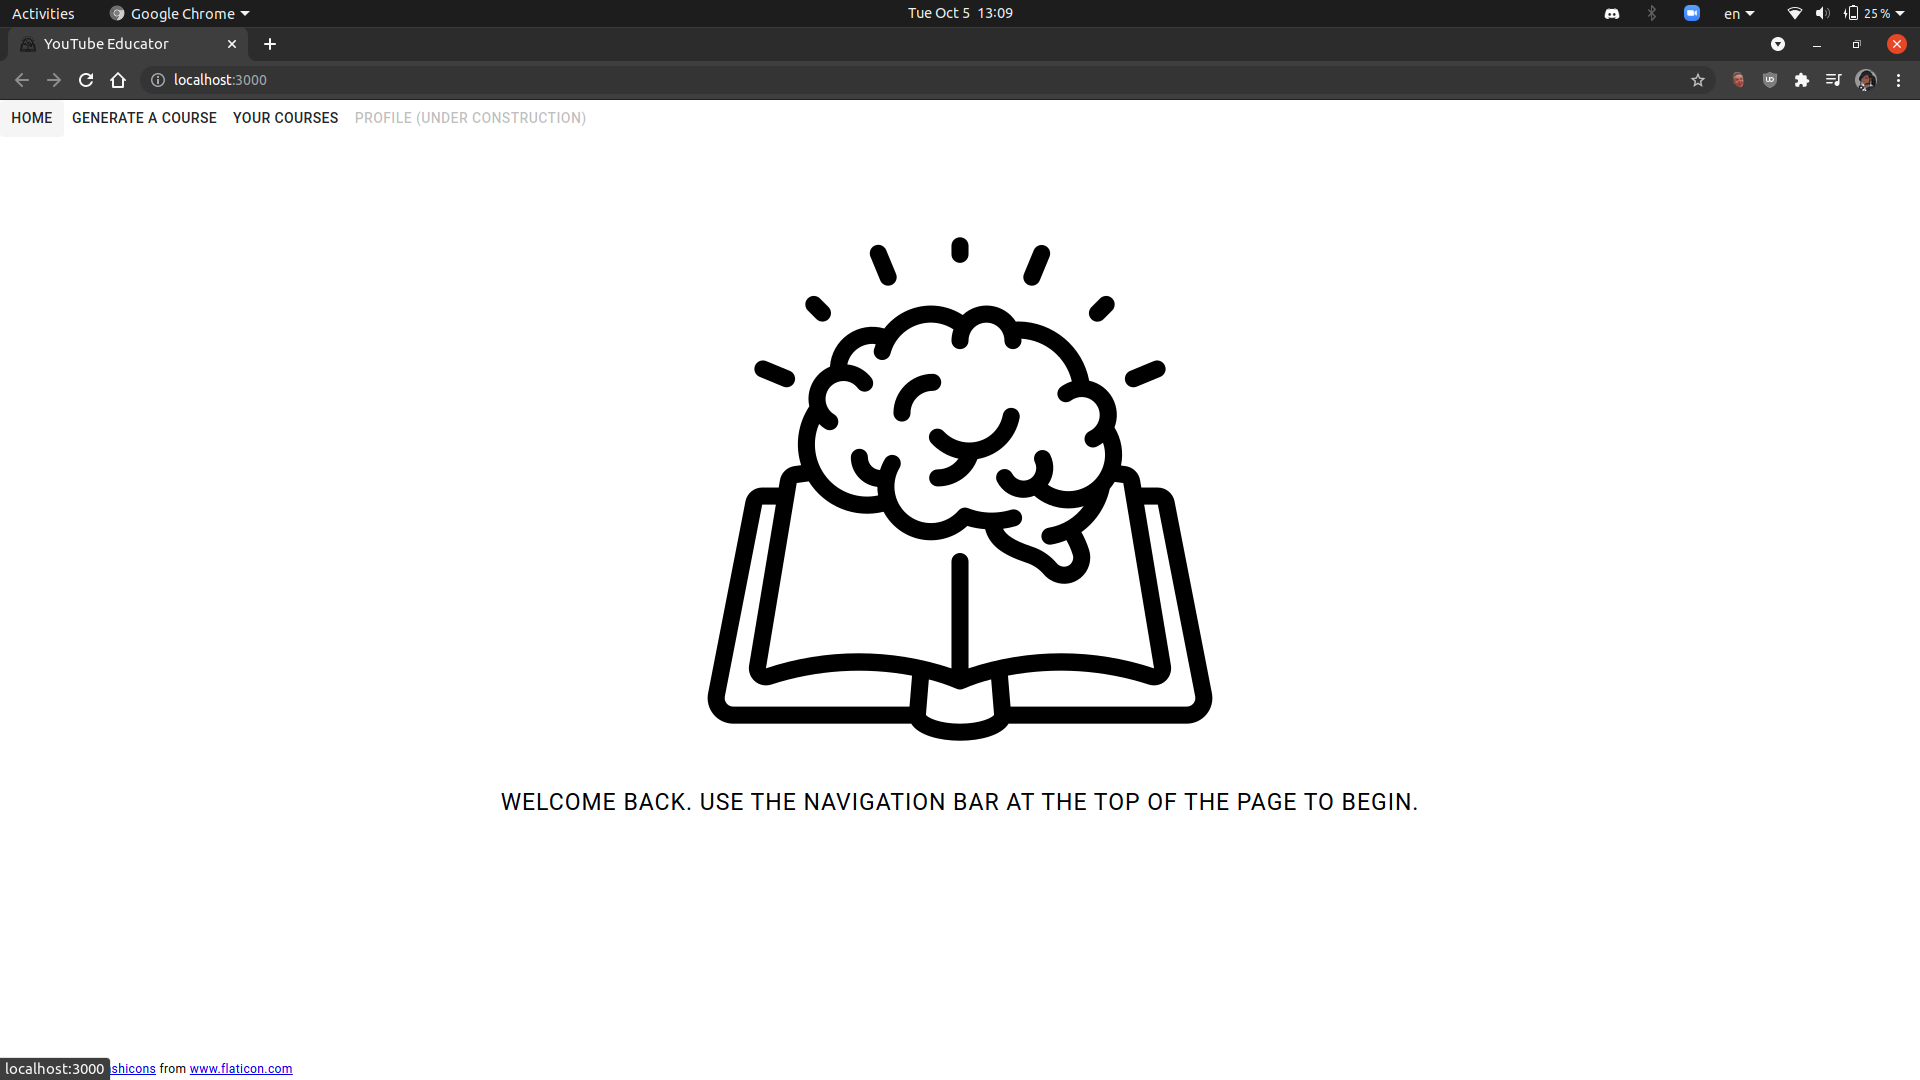 Activities Google Chrome Tue Oct 5 13:09 en 25 %
YouTube Educator
localhost:3000
HOME GENERATE A COURSE YOUR COURSES PROFILE (UNDER CONSTRUCTION)
WELCOME BACK. USE THE NAVIGATION BAR AT THE TOP OF THE PAGE TO BEGIN.
localhost:3000 shicons from www.flaticon.com